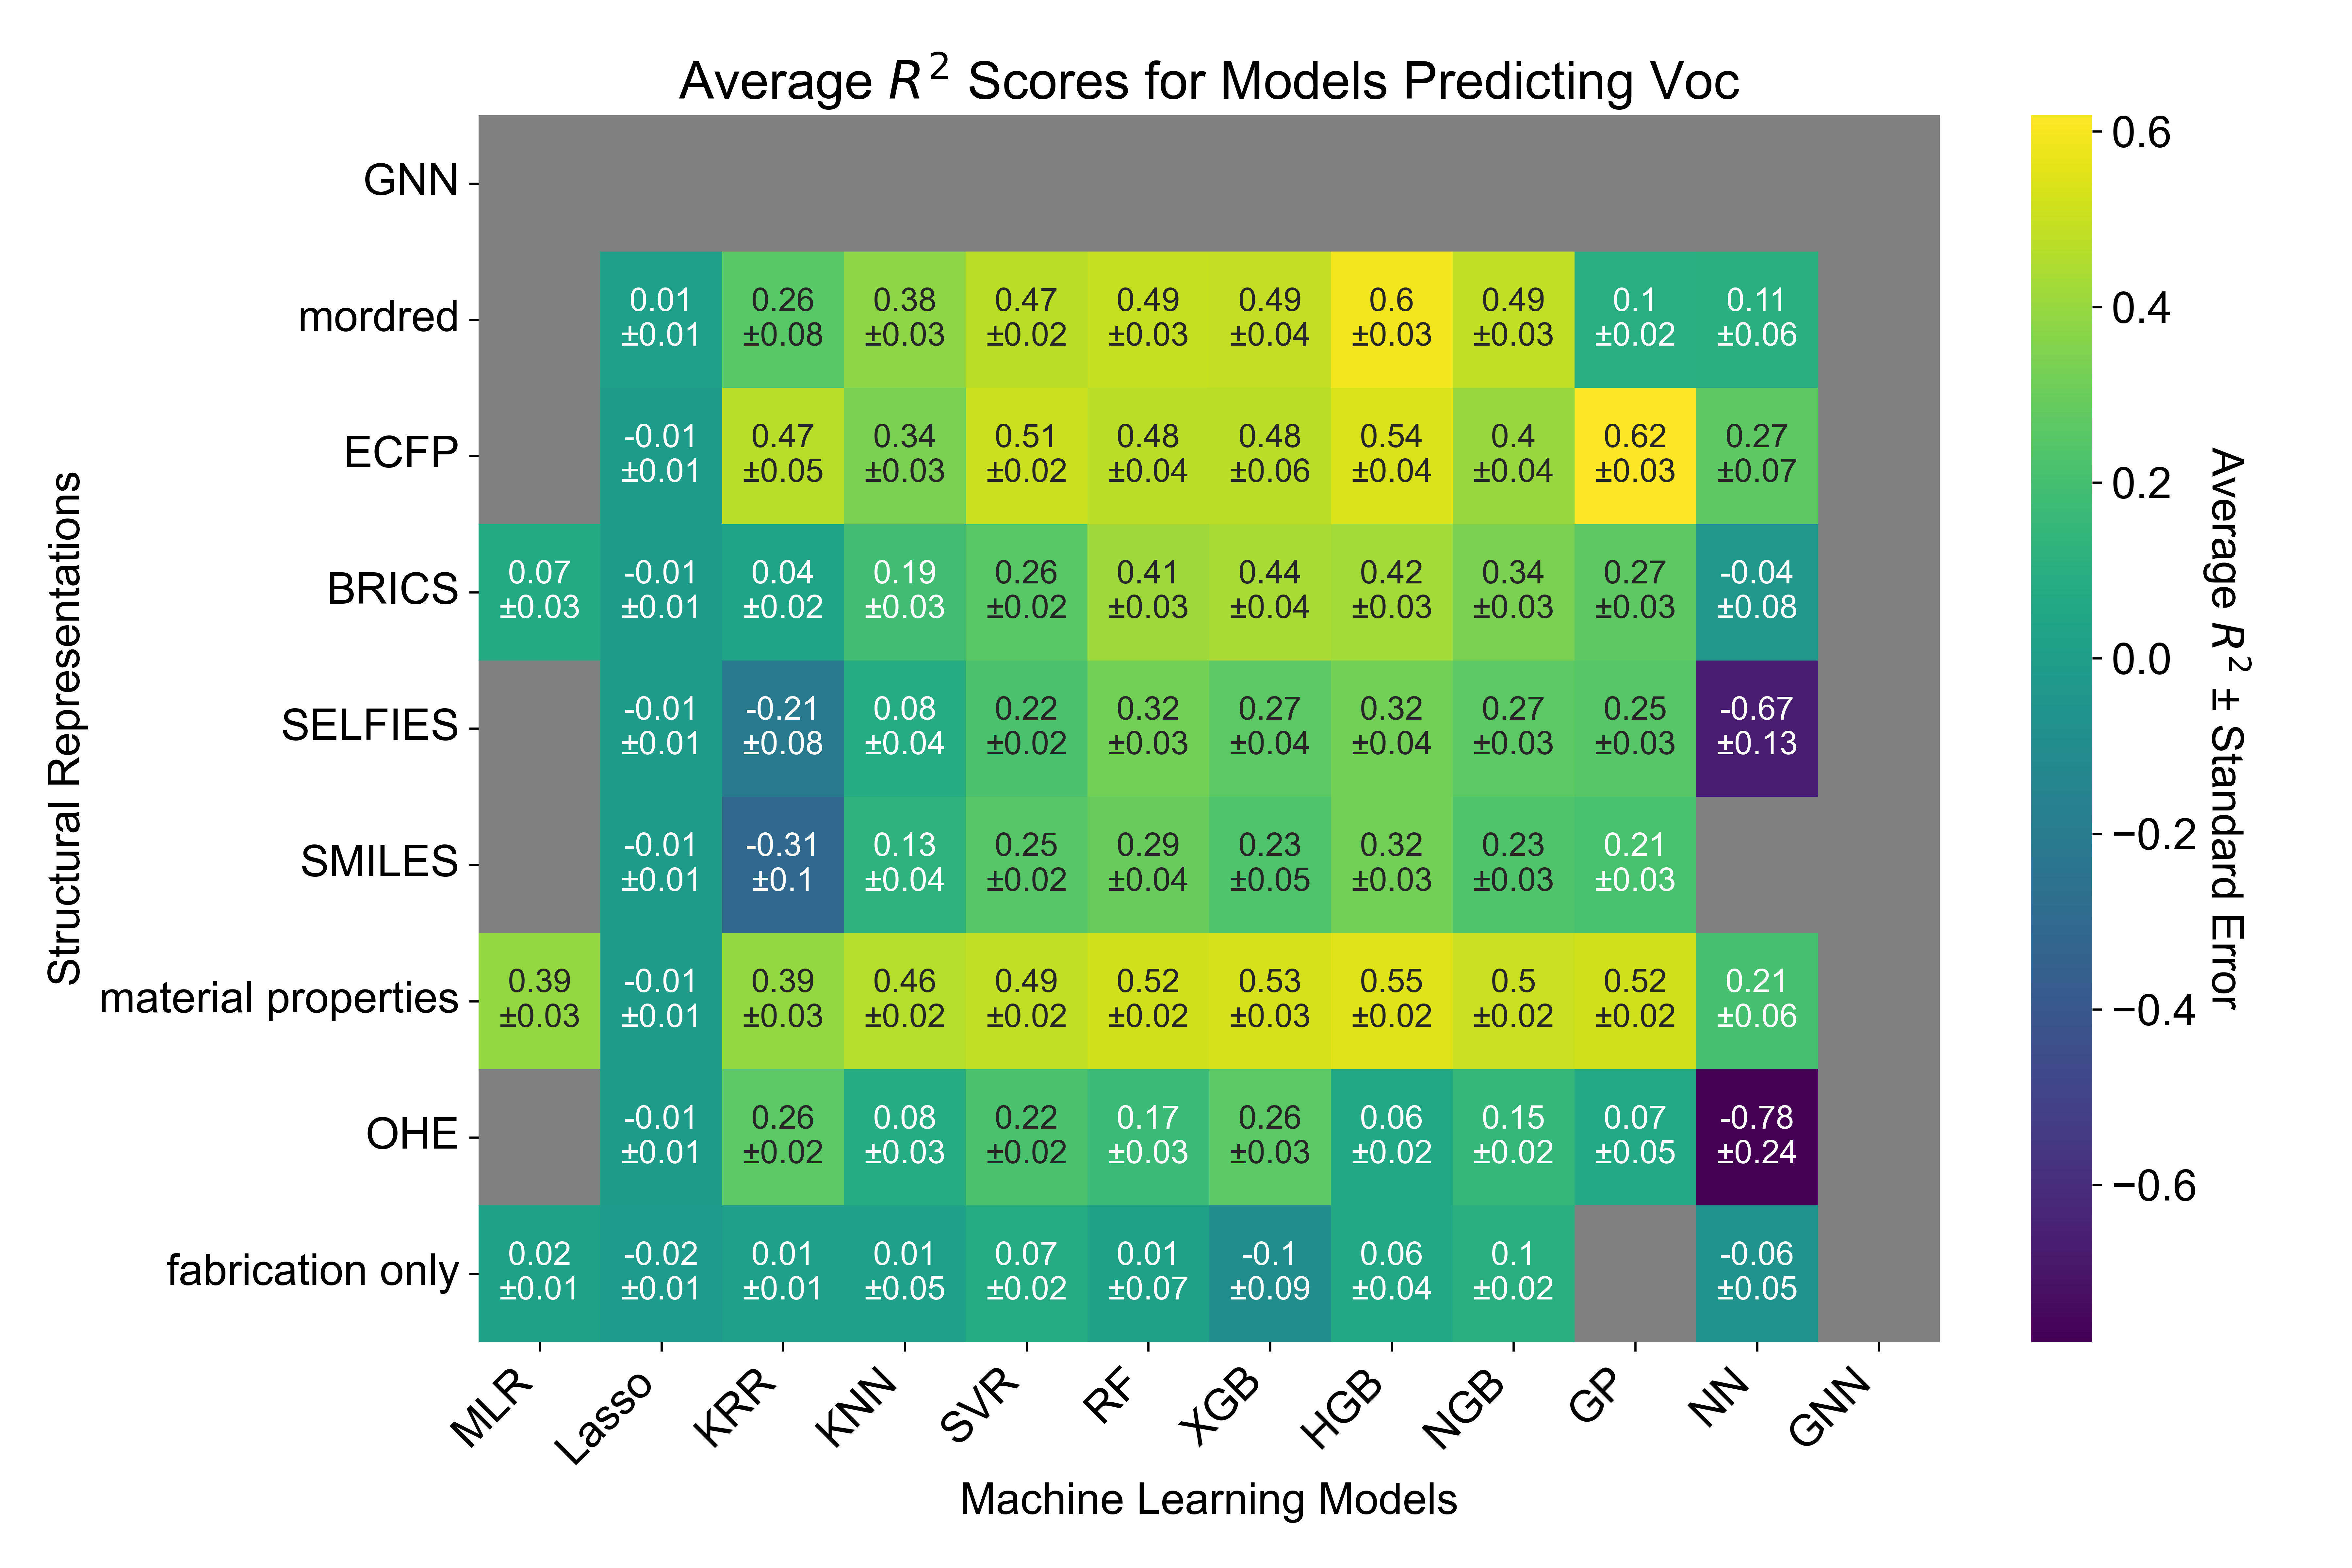 Average R² Scores for Models Predicting Voc
Structural Representations
GNN
mordred
0.01 0.26 0.38 0.47 0.49 0.49 0.6 0.49 0.1 0.11
±0.01 ±0.08 ±0.03 ±0.02 ±0.03 ±0.04 ±0.03 ±0.03 ±0.02 ±0.06
ECFP
-0.01 0.47 0.34 0.51 0.48 0.48 0.54 0.4 0.62 0.27
±0.01 ±0.05 ±0.03 ±0.02 ±0.04 ±0.06 ±0.04 ±0.04 ±0.03 ±0.07
BRICS
0.07 -0.01 0.04 0.19 0.26 0.41 0.44 0.42 0.34 0.27 -0.04
±0.03 ±0.01 ±0.02 ±0.03 ±0.02 ±0.03 ±0.04 ±0.03 ±0.03 ±0.03 ±0.08
SELFIES
-0.01 -0.21 0.08 0.22 0.32 0.27 0.32 0.27 0.25 -0.67
±0.01 ±0.08 ±0.04 ±0.02 ±0.03 ±0.04 ±0.04 ±0.03 ±0.03 ±0.13
SMILES
-0.01 -0.31 0.13 0.25 0.29 0.23 0.32 0.23 0.21
±0.01 ±0.1 ±0.04 ±0.02 ±0.04 ±0.05 ±0.03 ±0.03 ±0.03
material properties
0.39 -0.01 0.39 0.46 0.49 0.52 0.53 0.55 0.5 0.52 0.21
±0.03 ±0.01 ±0.03 ±0.02 ±0.02 ±0.02 ±0.03 ±0.02 ±0.02 ±0.02 ±0.06
OHE
-0.01 0.26 0.08 0.22 0.17 0.26 0.06 0.15 0.07 -0.78
±0.01 ±0.02 ±0.03 ±0.02 ±0.03 ±0.03 ±0.02 ±0.02 ±0.05 ±0.24
fabrication only
0.02 -0.02 0.01 0.01 0.07 0.01 -0.1 0.06 0.1 -0.06
±0.01 ±0.01 ±0.01 ±0.05 ±0.02 ±0.07 ±0.09 ±0.04 ±0.02 ±0.05
MLR Lasso KRR KNN SVR RF XGB HGB NGB GP NN GNN
Machine Learning Models
0.6
0.4
0.2
0.0
−0.2
−0.4
−0.6
Average R² ± Standard Error